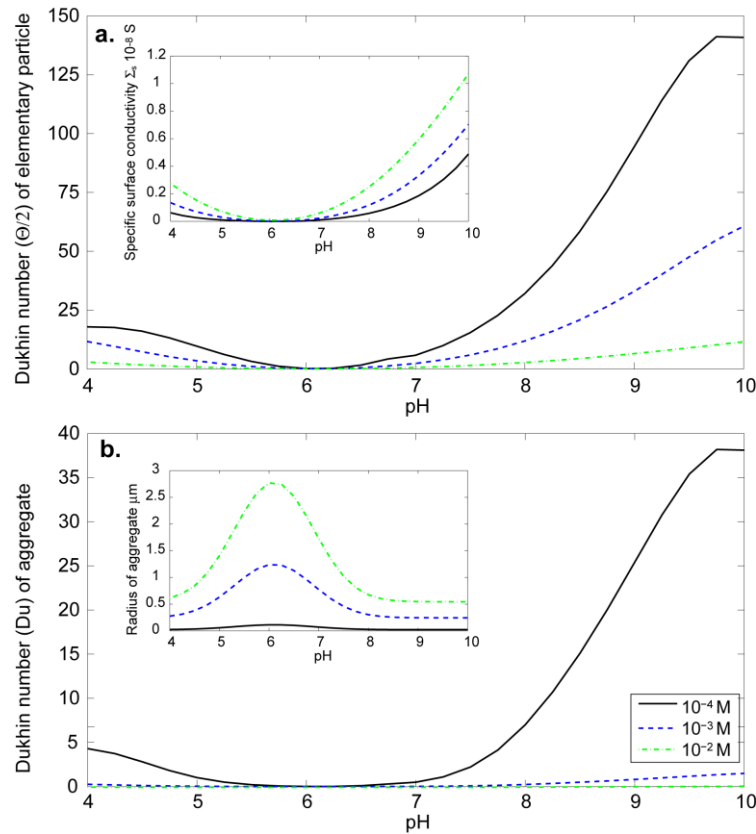 a.
Dukhin number (Θ/2) of elementary particle
150
125
100
75
50
25
0
4 5 6 7 8 9 10
pH
Specific surface conductivity Σs 10-8 S
1.2
1
0.8
0.6
0.4
0.2
0
4 5 6 7 8 9 10
pH
b.
Dukhin number (Du) of aggregate
40
35
30
25
20
15
10
5
0
4 5 6 7 8 9 10
pH
Radius of aggregate μm
3
2.5
2
1.5
1
0.5
0
4 5 6 7 8 9 10
pH
10−4 M
10−3 M
10−2 M